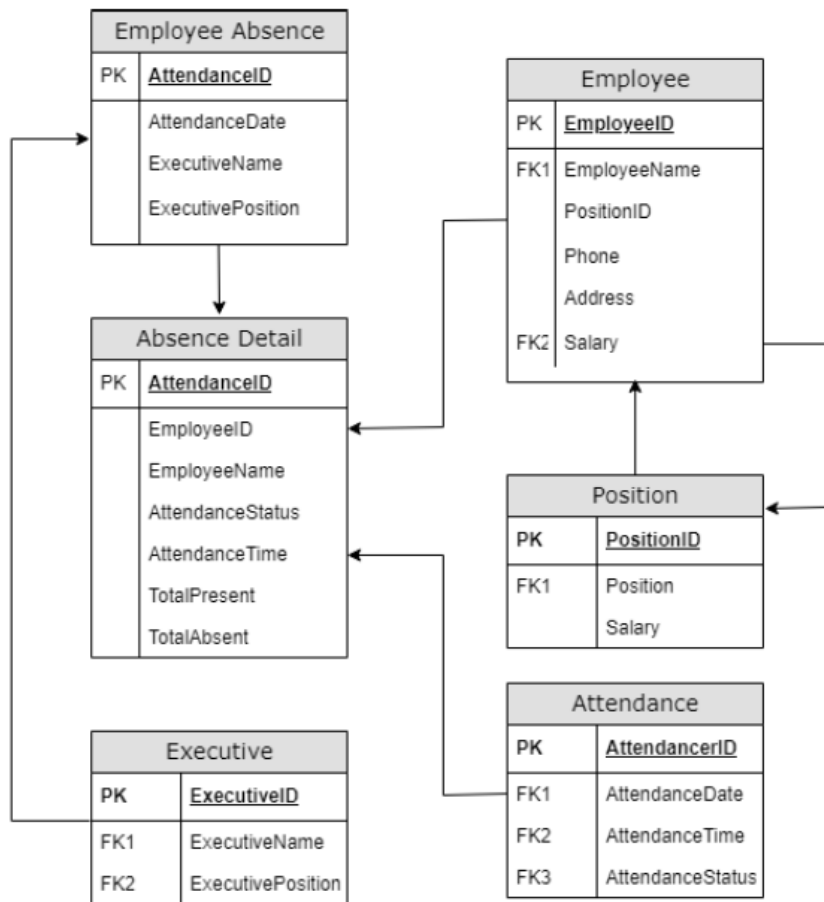 Employee Absence
PK AttendanceID
AttendanceDate
ExecutiveName
ExecutivePosition
Absence Detail
PK AttendanceID
EmployeeID
EmployeeName
AttendanceStatus
AttendanceTime
TotalPresent
TotalAbsent
Executive
PK ExecutiveID
FK1 ExecutiveName
FK2 ExecutivePosition
Employee
PK EmployeeID
FK1 EmployeeName
PositionID
Phone
Address
FK2 Salary
Position
PK PositionID
FK1 Position
Salary
Attendance
PK AttendancerID
FK1 AttendanceDate
FK2 AttendanceTime
FK3 AttendanceStatus